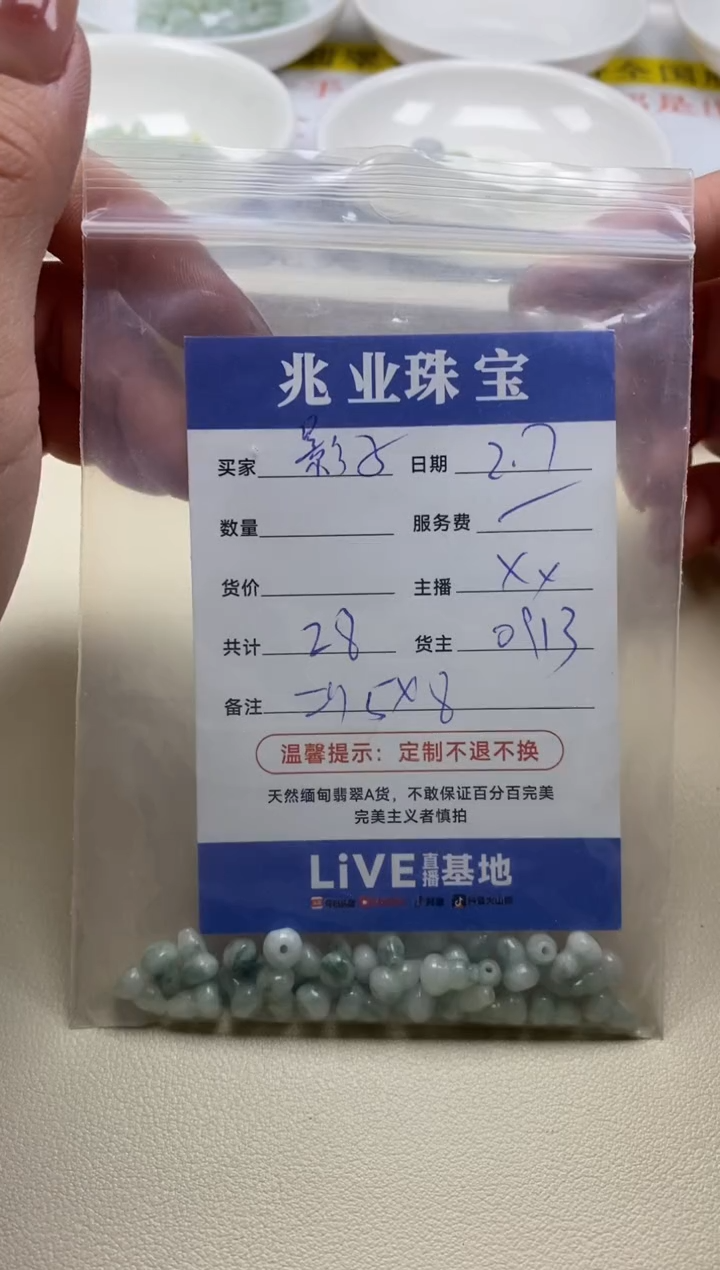 兆业珠宝
买家 影子 日期 2.7
数量 服务费
货价 主播 XX
共计 28 货主 0913
备注 5X8
温馨提示：定制不退不换
天然缅甸翡翠A货，不敢保证百分百完美
完美主义者慎拍
LiVE直播基地